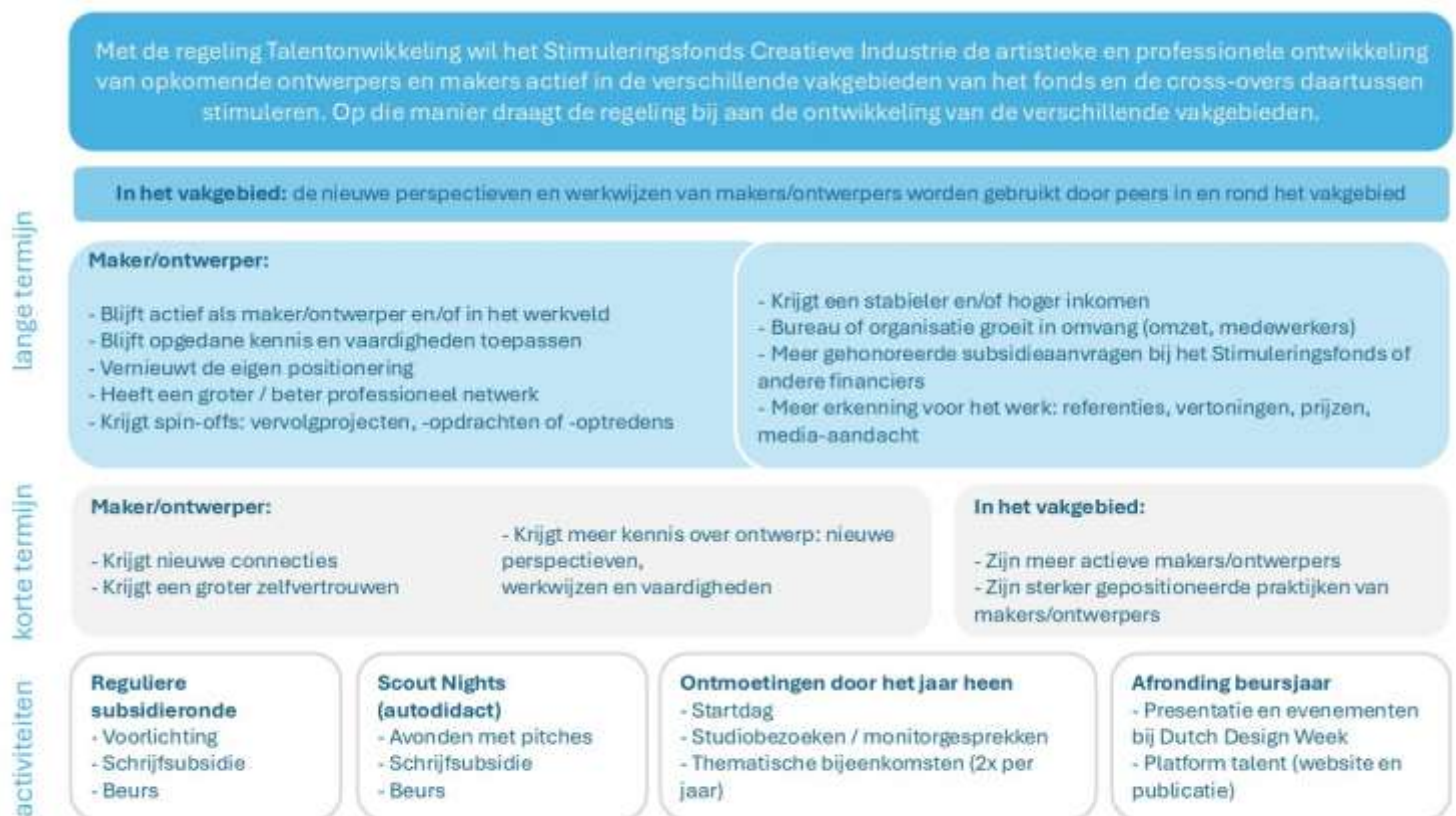 Met de regeling Talentonwikkeling wil het Stimuleringsfonds Creatieve Industrie de artistieke en professionele ontwikkeling
van opkomende ontwerpers en makers actief in de verschillende vakgebieden van het fonds en de cross-overs daartussen
stimuleren. Op die manier draagt de regeling bij aan de ontwikkeling van de verschillende vakgebieden.
lange termijn
In het vakgebied: de nieuwe perspectieven en werkwijzen van makers/ontwerpers worden gebruikt door peers in en rond het vakgebied
Maker/ontwerper:
- Blijft actief als maker/ontwerper en/of in het werkveld
- Blijft opgedane kennis en vaardigheden toepassen
- Vernieuwt de eigen positionering
- Heeft een groter / beter professioneel netwerk
- Krijgt spin-offs: vervolgprojecten, -opdrachten of -optredens
- Krijgt een stabieler en/of hoger inkomen
- Bureau of organisatie groeit in omvang (omzet, medewerkers)
- Meer gehonoreerde subsidieaanvragen bij het Stimuleringsfonds of
andere financiers
- Meer erkenning voor het werk: referenties, vertoningen, prijzen,
media-aandacht
korte termijn
Maker/ontwerper:
- Krijgt nieuwe connecties
- Krijgt een groter zelfvertrouwen
- Krijgt meer kennis over ontwerp: nieuwe
perspectieven,
werkwijzen en vaardigheden
In het vakgebied:
- Zijn meer actieve makers/ontwerpers
- Zijn sterker gepositioneerde praktijken van
makers/ontwerpers
activiteiten
Reguliere
subsidieronde
- Voorlichting
- Schrijfsubsidie
- Beurs
Scout Nights
(autodidact)
- Avonden met pitches
- Schrijfsubsidie
- Beurs
Ontmoetingen door het jaar heen
- Startdag
- Studiobezoeken / monitorgesprekken
- Thematische bijeenkomsten (2x per
jaar)
Afronding beursjaar
- Presentatie en evenementen
bij Dutch Design Week
- Platform talent (website en
publicatie)